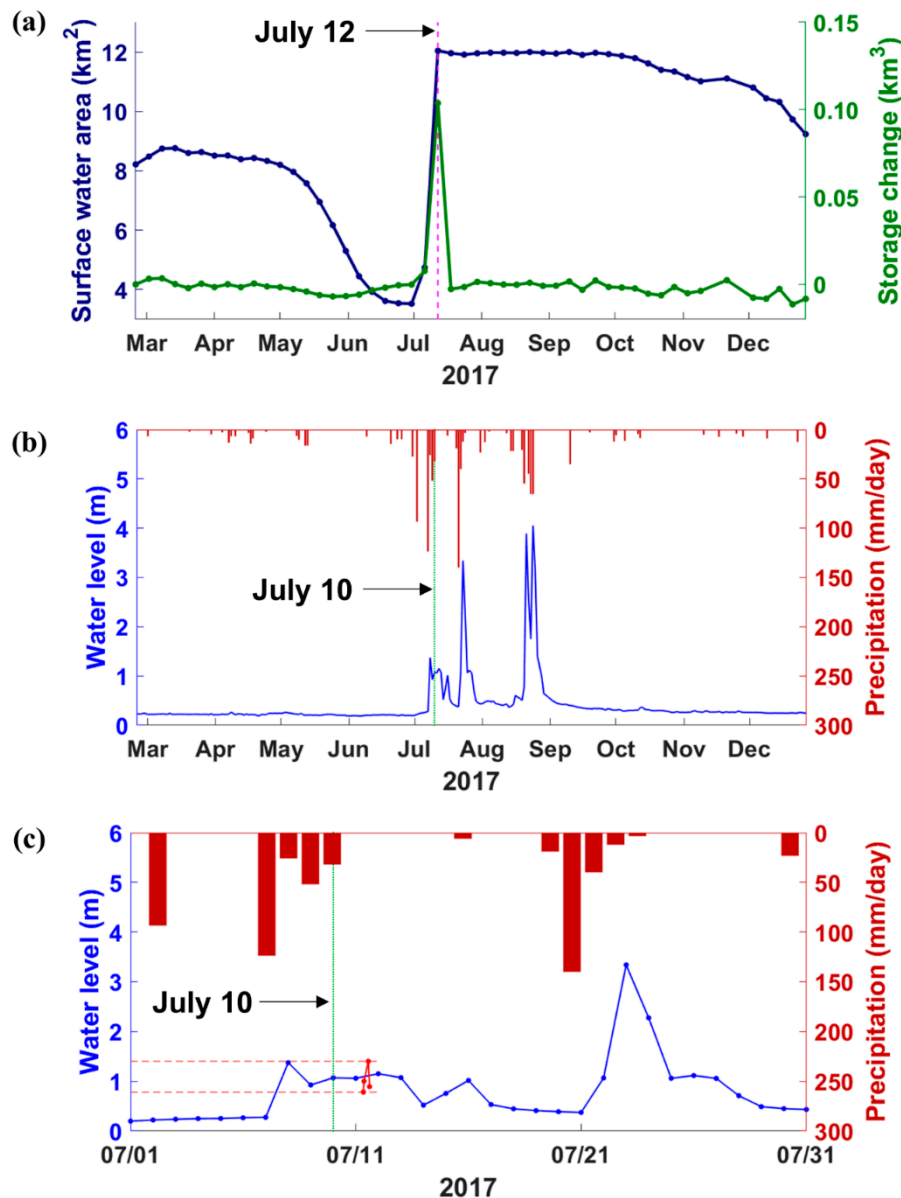 (a)
July 12
Surface water area (km2)
12
10
8
6
4
0.15
0.10
0.05
0
Storage change (km3)
Mar Apr May Jun Jul Aug Sep Oct Nov Dec
2017
(b)
July 10
Water level (m)
6
5
4
3
2
1
0
0
50
100
150
200
250
300
Precipitation (mm/day)
Mar Apr May Jun Jul Aug Sep Oct Nov Dec
2017
(c)
July 10
Water level (m)
6
5
4
3
2
1
0
0
50
100
150
200
250
300
Precipitation (mm/day)
07/01 07/11 07/21 07/31
2017